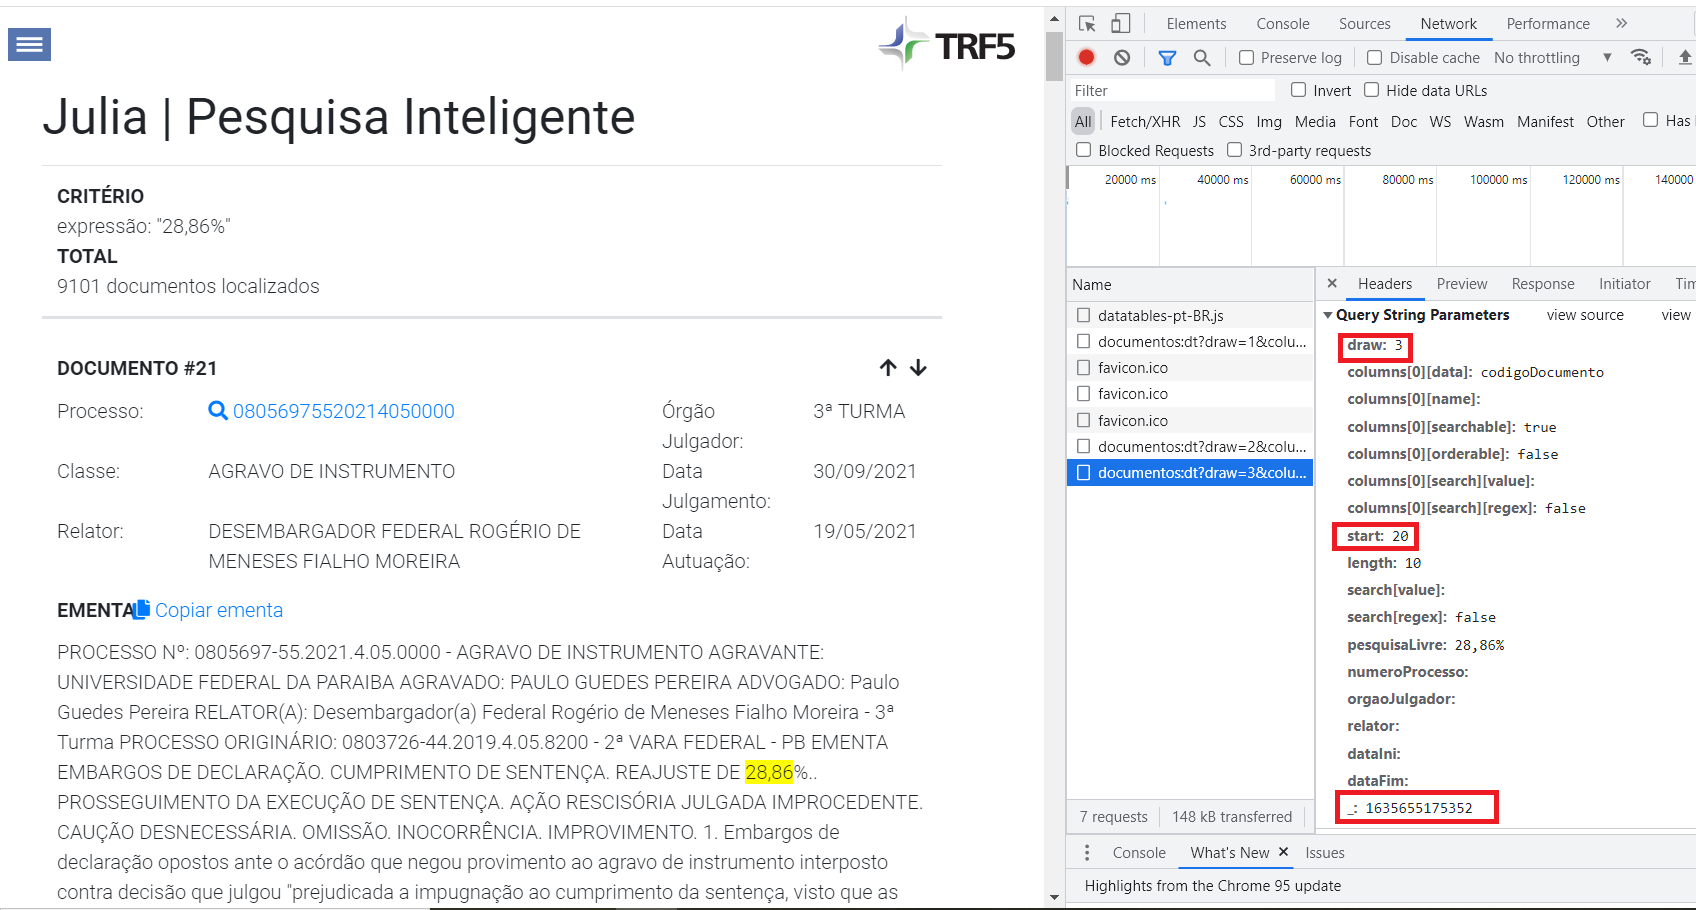 TRF5
Julia | Pesquisa Inteligente
CRITÉRIO
expressão: "28,86%"
TOTAL
9101 documentos localizados
DOCUMENTO #21
Processo: 08056975520214050000 Órgão Julgador: 3ª TURMA
Classe: AGRAVO DE INSTRUMENTO Data Julgamento: 30/09/2021
Relator: DESEMBARGADOR FEDERAL ROGÉRIO DE MENESES FIALHO MOREIRA Data Autuação: 19/05/2021
EMENTA Copiar ementa
PROCESSO Nº: 0805697-55.2021.4.05.0000 - AGRAVO DE INSTRUMENTO AGRAVANTE:
UNIVERSIDADE FEDERAL DA PARAIBA AGRAVADO: PAULO GUEDES PEREIRA ADVOGADO: Paulo
Guedes Pereira RELATOR(A): Desembargador(a) Federal Rogério de Meneses Fialho Moreira - 3ª
Turma PROCESSO ORIGINÁRIO: 0803726-44.2019.4.05.8200 - 2ª VARA FEDERAL - PB EMENTA
EMBARGOS DE DECLARAÇÃO. CUMPRIMENTO DE SENTENÇA. REAJUSTE DE 28,86%..
PROSSEGUIMENTO DA EXECUÇÃO DE SENTENÇA. AÇÃO RESCISÓRIA JULGADA IMPROCEDENTE.
CAUÇÃO DESNECESSÁRIA. OMISSÃO. INOCORRÊNCIA. IMPROVIMENTO. 1. Embargos de
declaração opostos ante o acórdão que negou provimento ao agravo de instrumento interposto
contra decisão que julgou "prejudicada a impugnação ao cumprimento da sentença, visto que as
Elements Console Sources Network Performance »
Preserve log Disable cache No throttling
Filter Invert Hide data URLs
All Fetch/XHR JS CSS Img Media Font Doc WS Wasm Manifest Other Has
Blocked Requests 3rd-party requests
20000 ms 40000 ms 60000 ms 80000 ms 100000 ms 120000 ms 140000
Name
datatables-pt-BR.js
documentos:dt?draw=1&colu...
favicon.ico
favicon.ico
favicon.ico
documentos:dt?draw=2&colu...
documentos:dt?draw=3&colu...
7 requests 148 kB transferred
× Headers Preview Response Initiator Tim
Query String Parameters view source view
draw: 3
columns[0][data]: codigoDocumento
columns[0][name]:
columns[0][searchable]: true
columns[0][orderable]: false
columns[0][search][value]:
columns[0][search][regex]: false
start: 20
length: 10
search[value]:
search[regex]: false
pesquisaLivre: 28,86%
numeroProcesso:
orgaoJulgador:
relator:
dataIni:
dataFim:
_: 1635655175352
Console What's New × Issues
Highlights from the Chrome 95 update